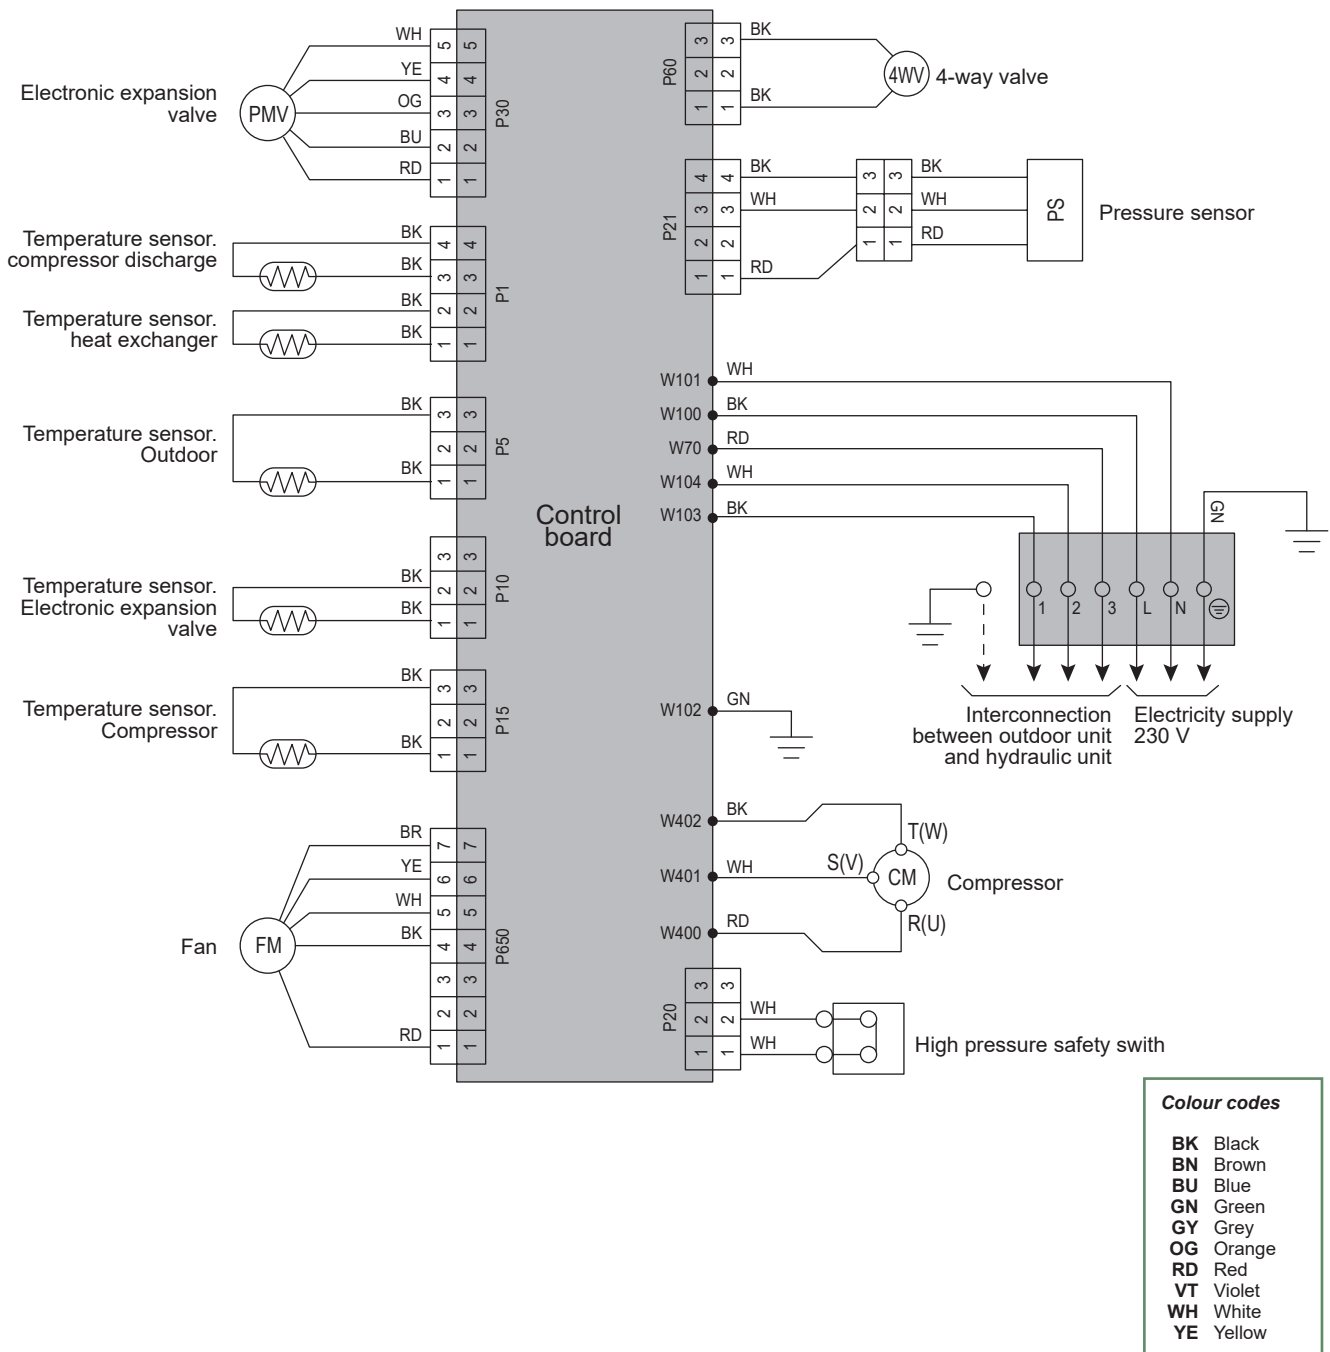 Electronic expansion
valve
PMV
WH
YE
OG
BU
RD
5 5
4 4
3 3
2 2
1 1
P30
Temperature sensor.
compressor discharge
Temperature sensor.
heat exchanger
BK
BK
BK
BK
4 4
3 3
2 2
1 1
P1
Temperature sensor.
Outdoor
BK
BK
3 3
2 2
1 1
P5
Temperature sensor.
Electronic expansion
valve
BK
BK
3 3
2 2
1 1
P10
Temperature sensor.
Compressor
BK
BK
3 3
2 2
1 1
P15
Fan
FM
BR
YE
WH
BK
RD
7 7
6 6
5 5
4 4
3 3
2 2
1 1
P650
Control
board
P60
3 3
2 2
1 1
BK
BK
4WV
4-way valve
P21
4 4
3 3
2 2
1 1
BK
WH
RD
3 3
2 2
1 1
BK
WH
RD
PS
Pressure sensor
W101 WH
W100 BK
W70 RD
W104 WH
W103 BK
GN
1 2 3 L N
Interconnection
between outdoor unit
and hydraulic unit
Electricity supply
230 V
W102 GN
W402 BK
W401 WH
W400 RD
T(W)
S(V)
CM
R(U)
Compressor
P20
3 3
2 2
1 1
WH
WH
High pressure safety swith
Colour codes
BK Black
BN Brown
BU Blue
GN Green
GY Grey
OG Orange
RD Red
VT Violet
WH White
YE Yellow